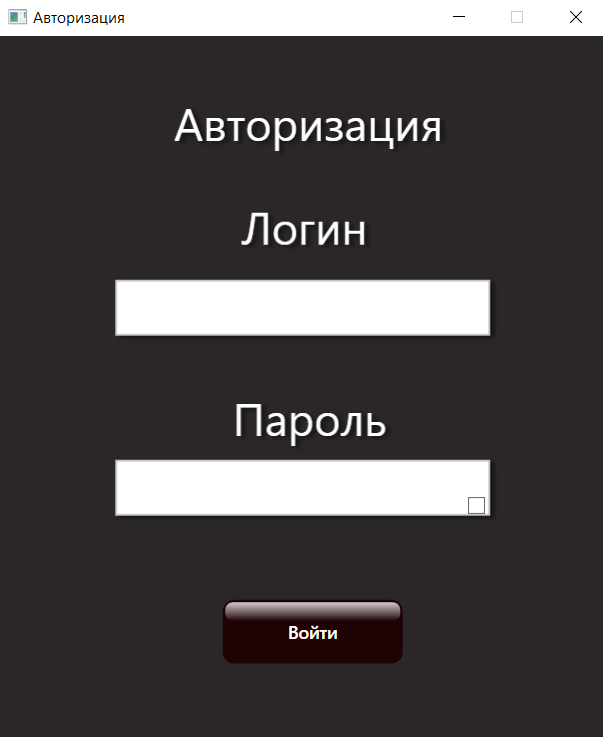 Авторизация
Авторизация
Логин
Пароль
Войти